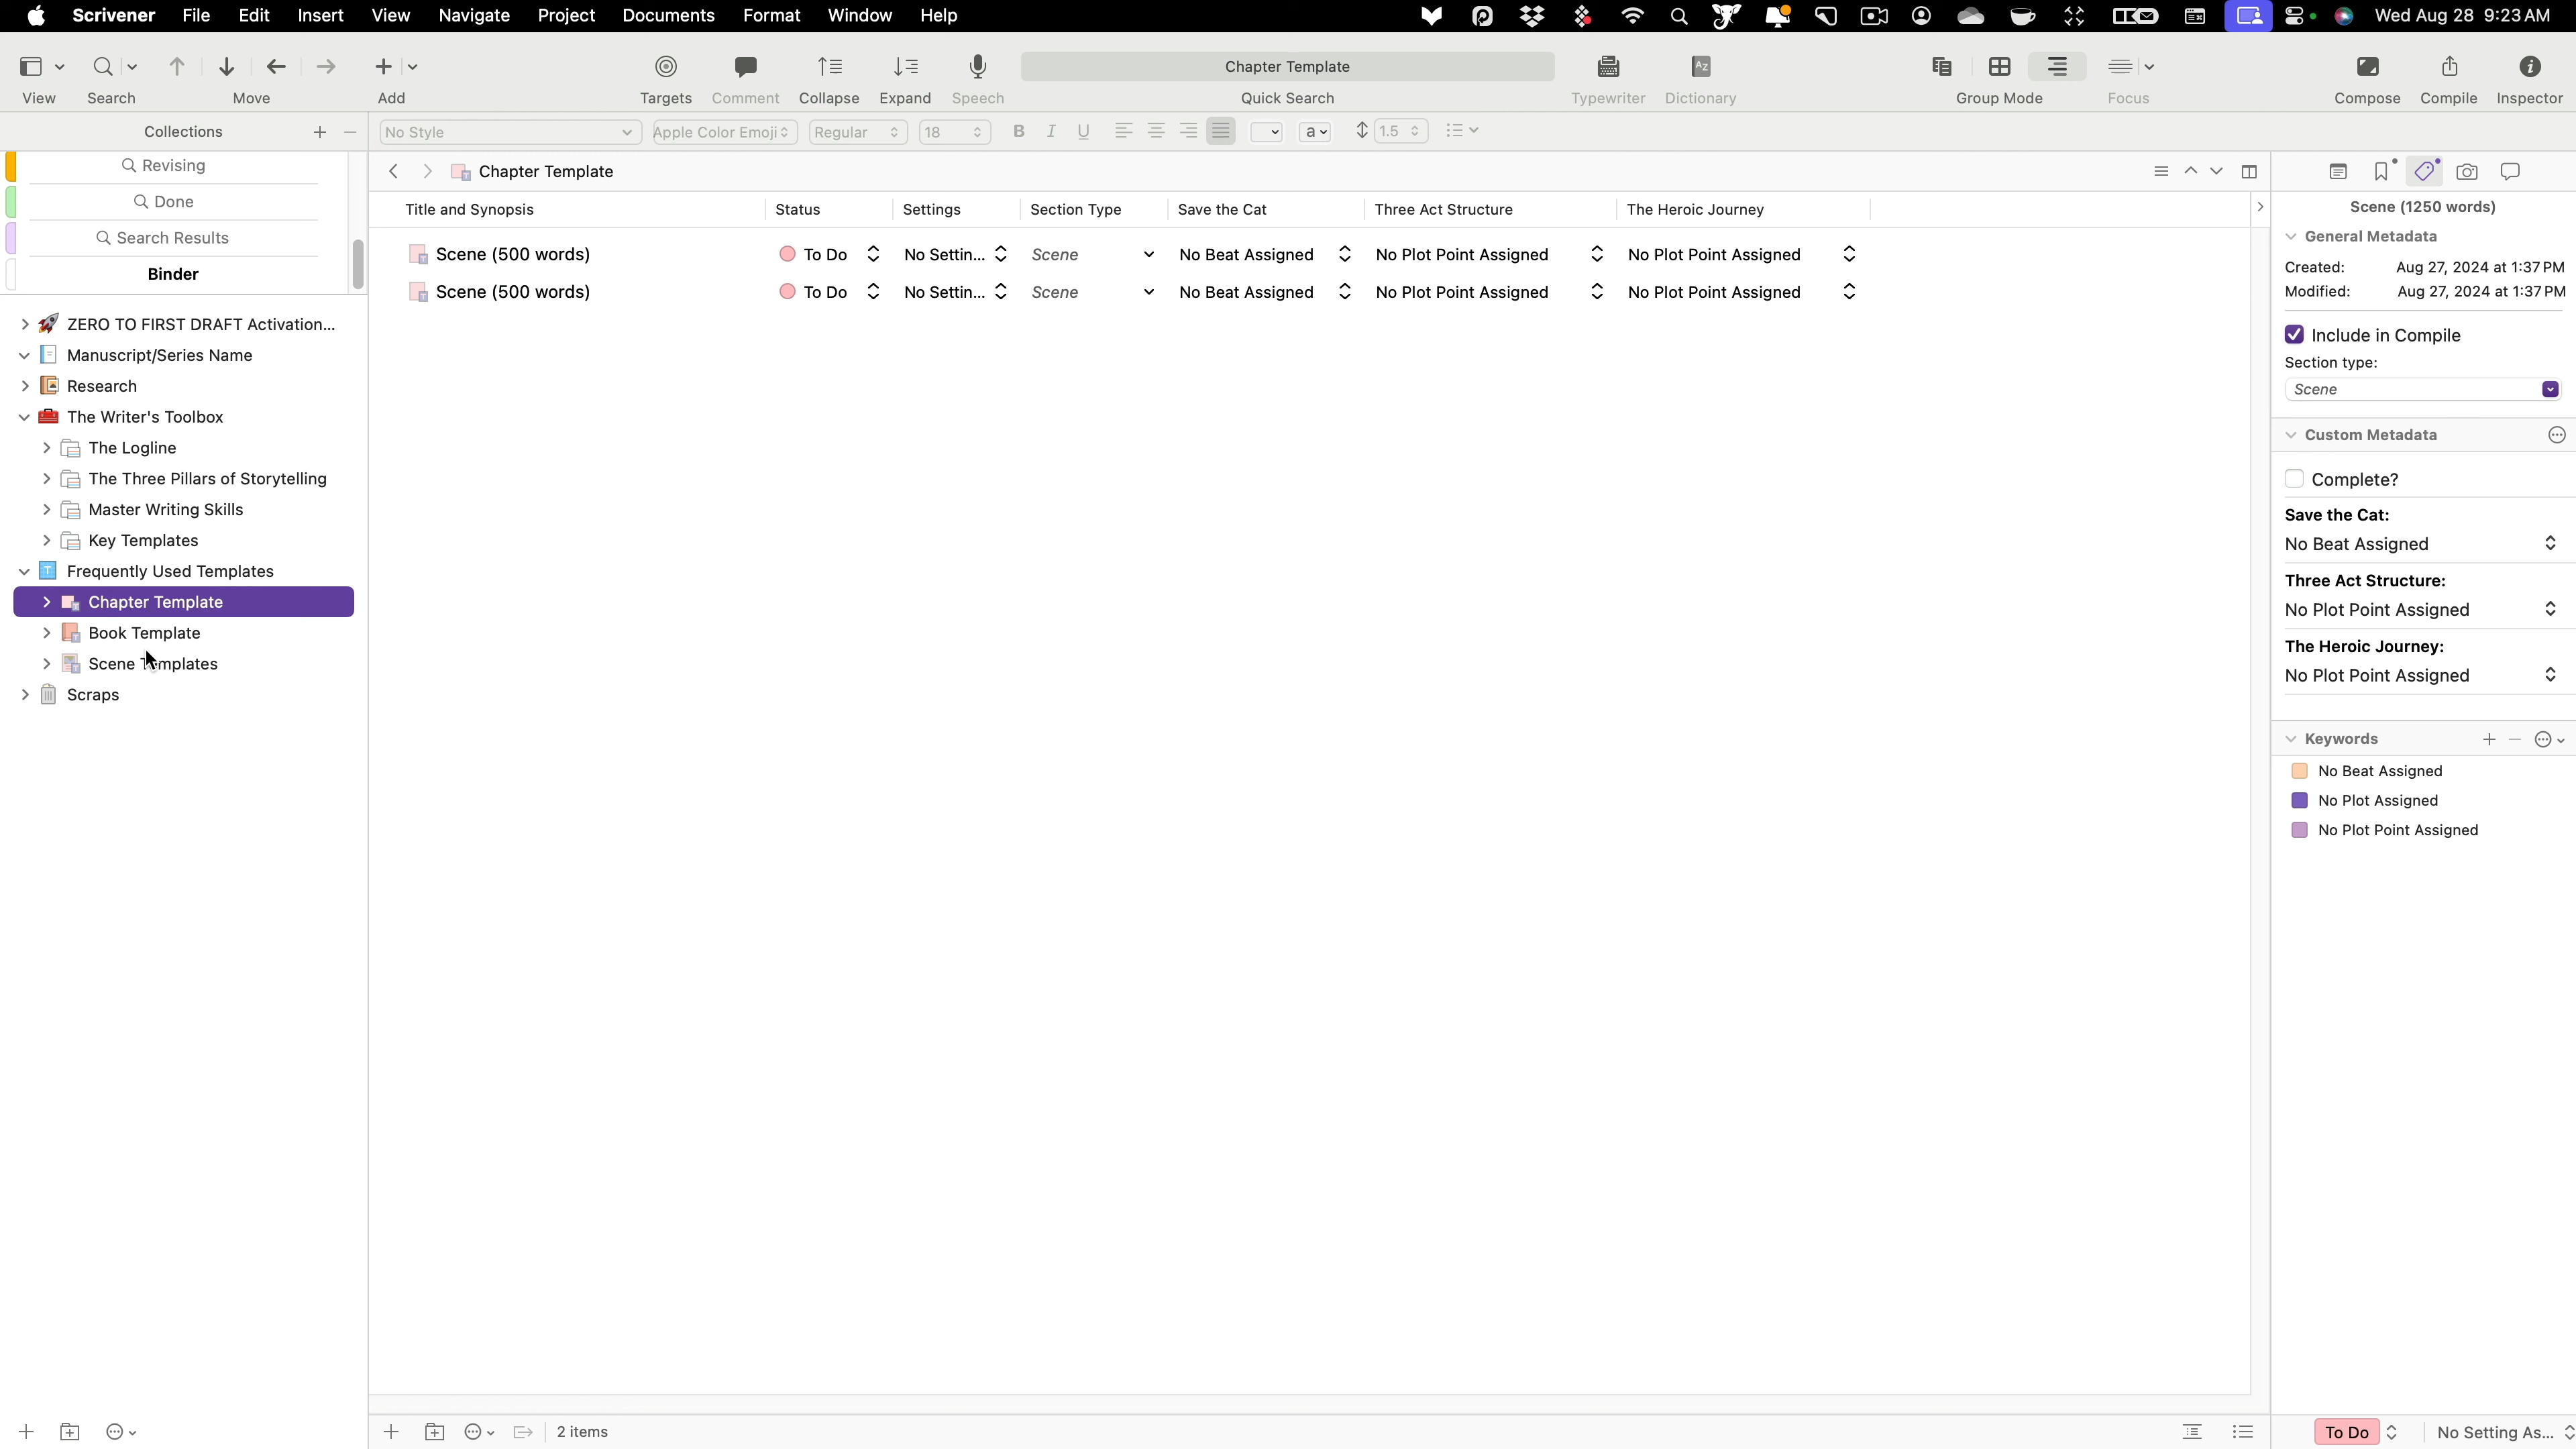 Scrivener File Edit Insert View Navigate Project Documents Format Window Help Wed Aug 28 9:23 AM
View Search Move Add Targets Comment Collapse Expand Speech Chapter Template Quick Search Typewriter Dictionary Group Mode Focus Compose Compile Inspector
Collections No Style Apple Color Emoji Regular 18 B I U a 1.5
Revising
Done
Search Results
Binder
ZERO TO FIRST DRAFT Activation...
Manuscript/Series Name
Research
The Writer's Toolbox
The Logline
The Three Pillars of Storytelling
Master Writing Skills
Key Templates
Frequently Used Templates
Chapter Template
Book Template
Scene Templates
Scraps
Chapter Template
Title and Synopsis Status Settings Section Type Save the Cat Three Act Structure The Heroic Journey
Scene (500 words) To Do No Settin... Scene No Beat Assigned No Plot Point Assigned No Plot Point Assigned
Scene (500 words) To Do No Settin... Scene No Beat Assigned No Plot Point Assigned No Plot Point Assigned
2 items
Scene (1250 words)
General Metadata
Created: Aug 27, 2024 at 1:37 PM
Modified: Aug 27, 2024 at 1:37 PM
Include in Compile
Section type:
Scene
Custom Metadata
Complete?
Save the Cat:
No Beat Assigned
Three Act Structure:
No Plot Point Assigned
The Heroic Journey:
No Plot Point Assigned
Keywords
No Beat Assigned
No Plot Assigned
No Plot Point Assigned
To Do No Setting As...